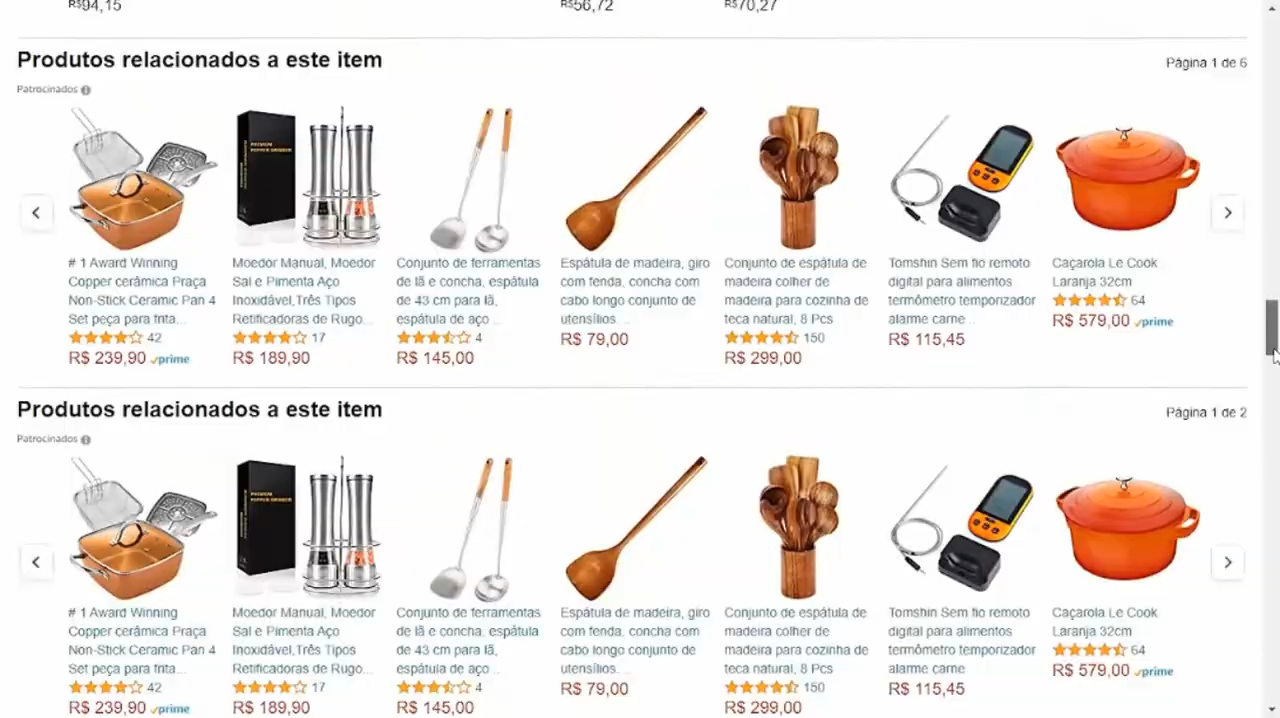 R$94,15
R$56,72
R$70,27
Produtos relacionados a este item
Página 1 de 6
Patrocinados
# 1 Award Winning
Copper cerâmica Praça
Non-Stick Ceramic Pan 4
Set peça para frita...
42
R$ 239,90 prime
Moedor Manual, Moedor
Sal e Pimenta Aço
Inoxidável,Três Tipos
Retificadoras de Rugo...
17
R$ 189,90
Conjunto de ferramentas
de lã e concha, espátula
de 43 cm para lã,
espátula de aço ...
4
R$ 145,00
Espátula de madeira, giro
com fenda, concha com
cabo longo conjunto de
utensílios...
R$ 79,00
Conjunto de espátula de
madeira colher de
madeira para cozinha de
teca natural, 8 Pcs
150
R$ 299,00
Tomshin Sem fio remoto
digital para alimentos
termômetro temporizador
alarme carne ...
R$ 115,45
Caçarola Le Cook
Laranja 32cm
64
R$ 579,00 prime
Produtos relacionados a este item
Página 1 de 2
Patrocinados
# 1 Award Winning
Copper cerâmica Praça
Non-Stick Ceramic Pan 4
Set peça para frita...
42
R$ 239,90 prime
Moedor Manual, Moedor
Sal e Pimenta Aço
Inoxidável,Três Tipos
Retificadoras de Rugo...
17
R$ 189,90
Conjunto de ferramentas
de lã e concha, espátula
de 43 cm para lã,
espátula de aço ...
4
R$ 145,00
Espátula de madeira, giro
com fenda, concha com
cabo longo conjunto de
utensílios...
R$ 79,00
Conjunto de espátula de
madeira colher de
madeira para cozinha de
teca natural, 8 Pcs
150
R$ 299,00
Tomshin Sem fio remoto
digital para alimentos
termômetro temporizador
alarme carne
R$ 115,45
Caçarola Le Cook
Laranja 32cm
64
R$ 579,00 prime